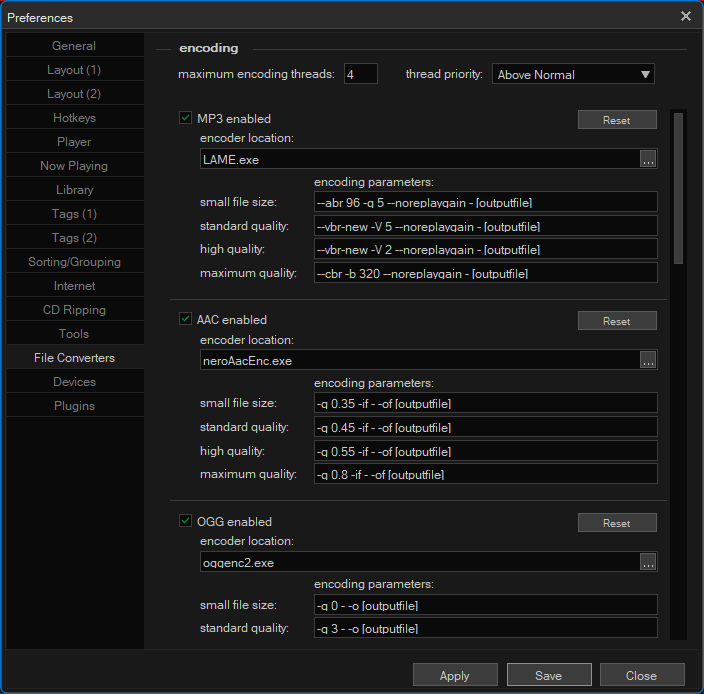 Preferences
General
Layout (1)
Layout (2)
Hotkeys
Player
Now Playing
Library
Tags (1)
Tags (2)
Sorting/Grouping
Internet
CD Ripping
Tools
File Converters
Devices
Plugins
encoding
maximum encoding threads: 4 thread priority: Above Normal
MP3 enabled Reset
encoder location:
LAME.exe ...
encoding parameters:
small file size: --abr 96 -q 5 --noreplaygain - [outputfile]
standard quality: --vbr-new -V 5 --noreplaygain - [outputfile]
high quality: --vbr-new -V 2 --noreplaygain - [outputfile]
maximum quality: --cbr -b 320 --noreplaygain - [outputfile]
AAC enabled Reset
encoder location:
neroAacEnc.exe ...
encoding parameters:
small file size: -q 0.35 -if - -of [outputfile]
standard quality: -q 0.45 -if - -of [outputfile]
high quality: -q 0.55 -if - -of [outputfile]
maximum quality: -q 0.8 -if - -of [outputfile]
OGG enabled Reset
encoder location:
oggenc2.exe ...
encoding parameters:
small file size: -q 0 - -o [outputfile]
standard quality: -q 3 - -o [outputfile]
Apply Save Close